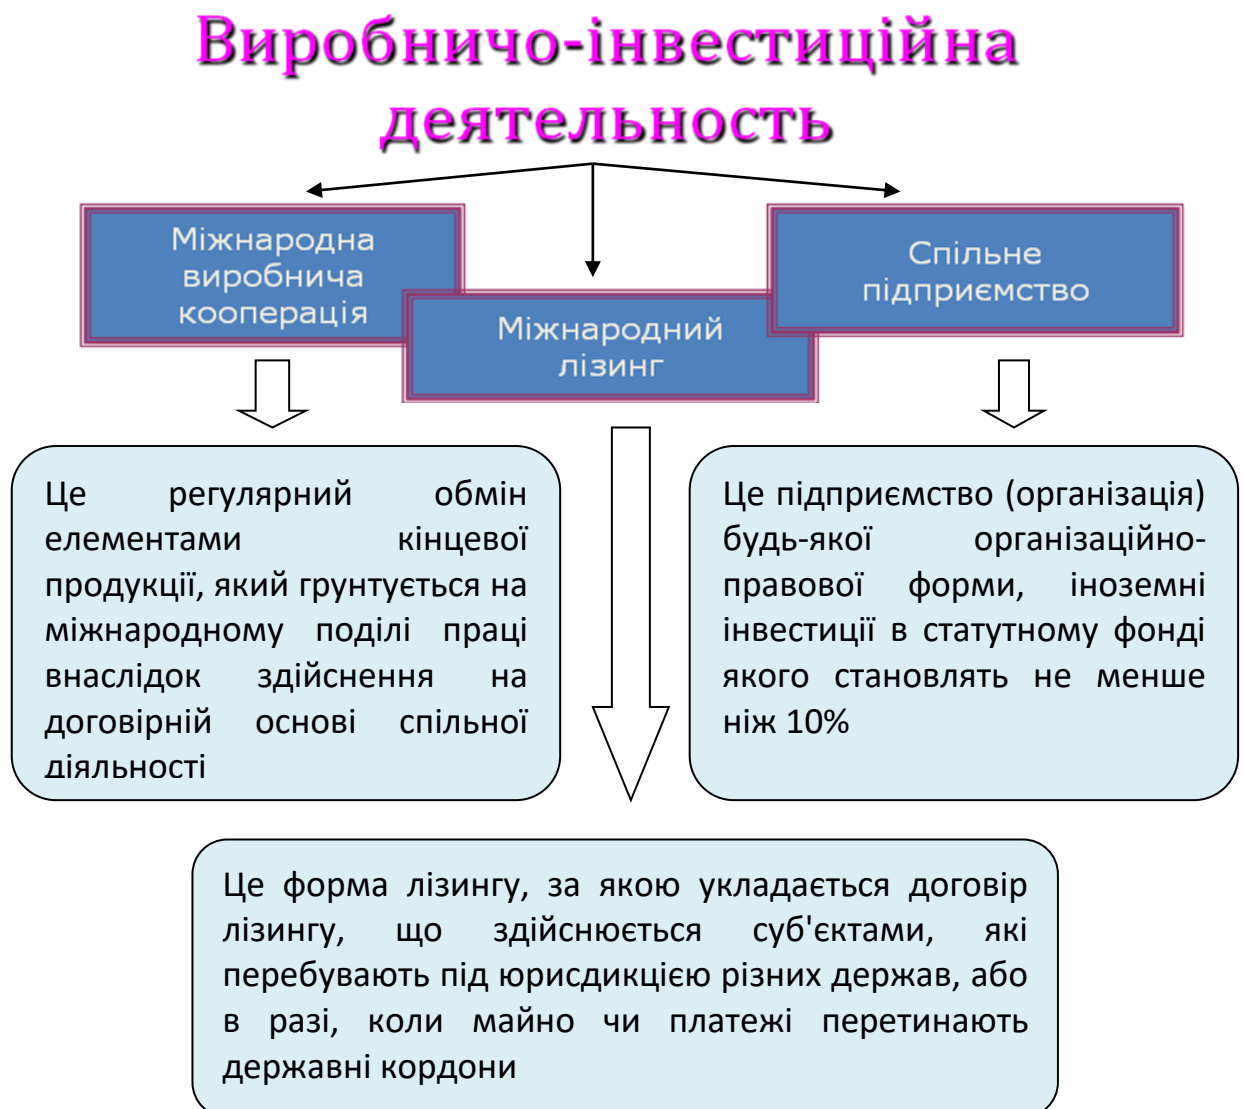 Виробничо-інвестиційна
деятельность
Міжнародна
виробнича
кооперація
Міжнародний
лізинг
Спільне
підприємство
Це регулярний обмін
елементами кінцевої
продукції, який грунтується на
міжнародному поділі праці
внаслідок здійснення на
договірній основі спільної
діяльності
Це підприємство (організація)
будь-якої організаційно-
правової форми, іноземні
інвестиції в статутному фонді
якого становлять не менше
ніж 10%
Це форма лізингу, за якою укладається договір
лізингу, що здійснюється суб'єктами, які
перебувають під юрисдикцією різних держав, або
в разі, коли майно чи платежі перетинають
державні кордони